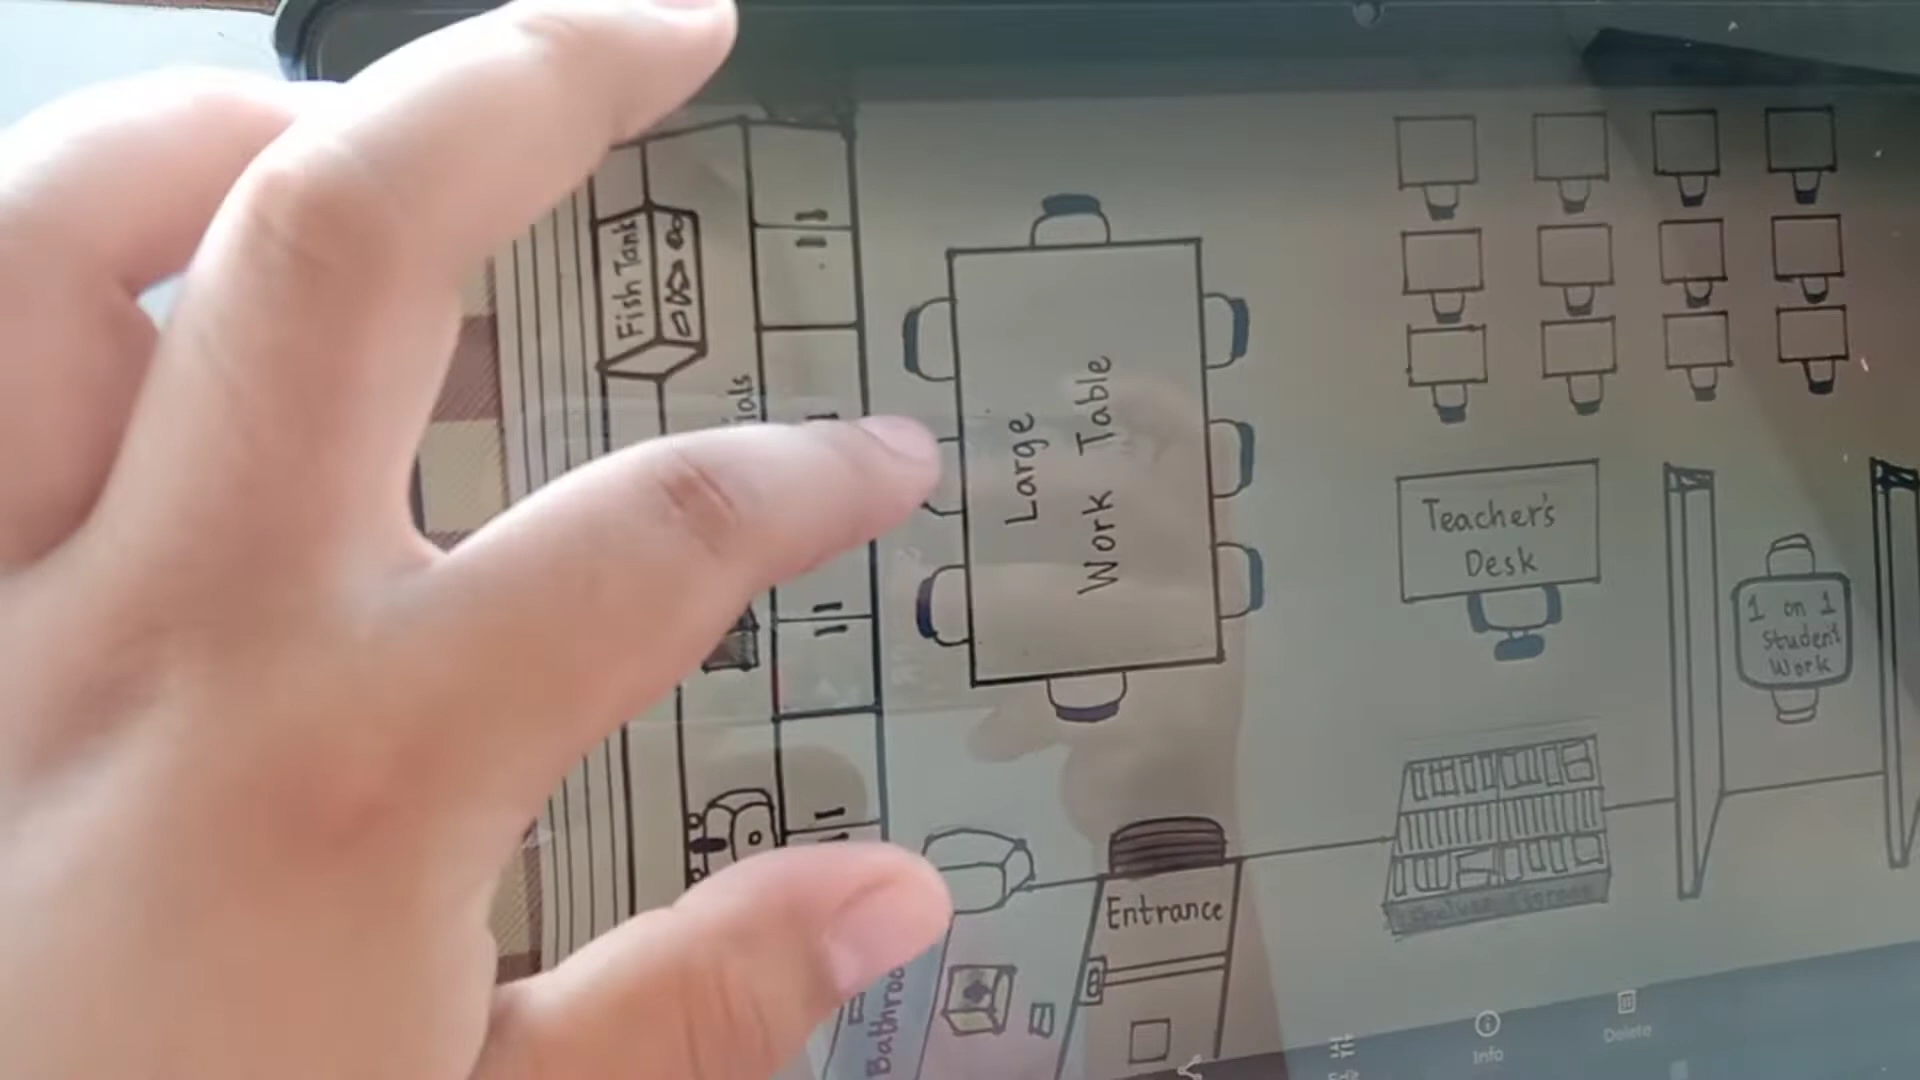 Fish Tank
Large
Work Table
Teacher's
Desk
1 on 1
Student
Work
Entrance
Info
Delete